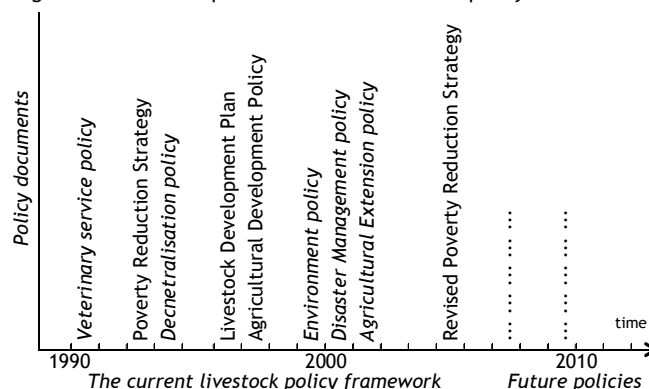 Policy documents
Veterinary service policy
Poverty Reduction Strategy
Decnetralisation policy
Livestock Development Plan
Agricultural Development Policy
Environment policy
Disaster Management policy
Agricultural Extension policy
Revised Poverty Reduction Strategy
time
1990 2000 2010
The current livestock policy framework Future policies